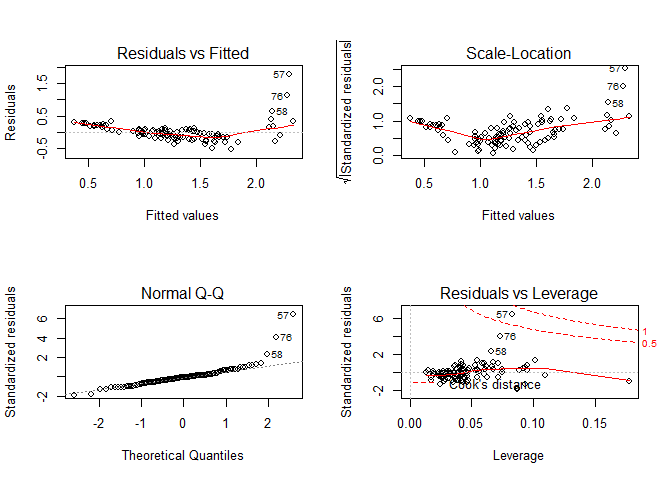 Residuals vs Fitted
Residuals
-0.5 0.5 1.5
57
76
58
0.5 1.0 1.5 2.0
Fitted values
Scale-Location
√|Standardized residuals|
0.0 1.0 2.0
57
76
58
0.5 1.0 1.5 2.0
Fitted values
Normal Q-Q
Standardized residuals
-2 2 4 6
57
76
58
-2 -1 0 1 2
Theoretical Quantiles
Residuals vs Leverage
Standardized residuals
-2 2 6
57
76
58
1
0.5
Cook's distance
0.00 0.05 0.10 0.15
Leverage